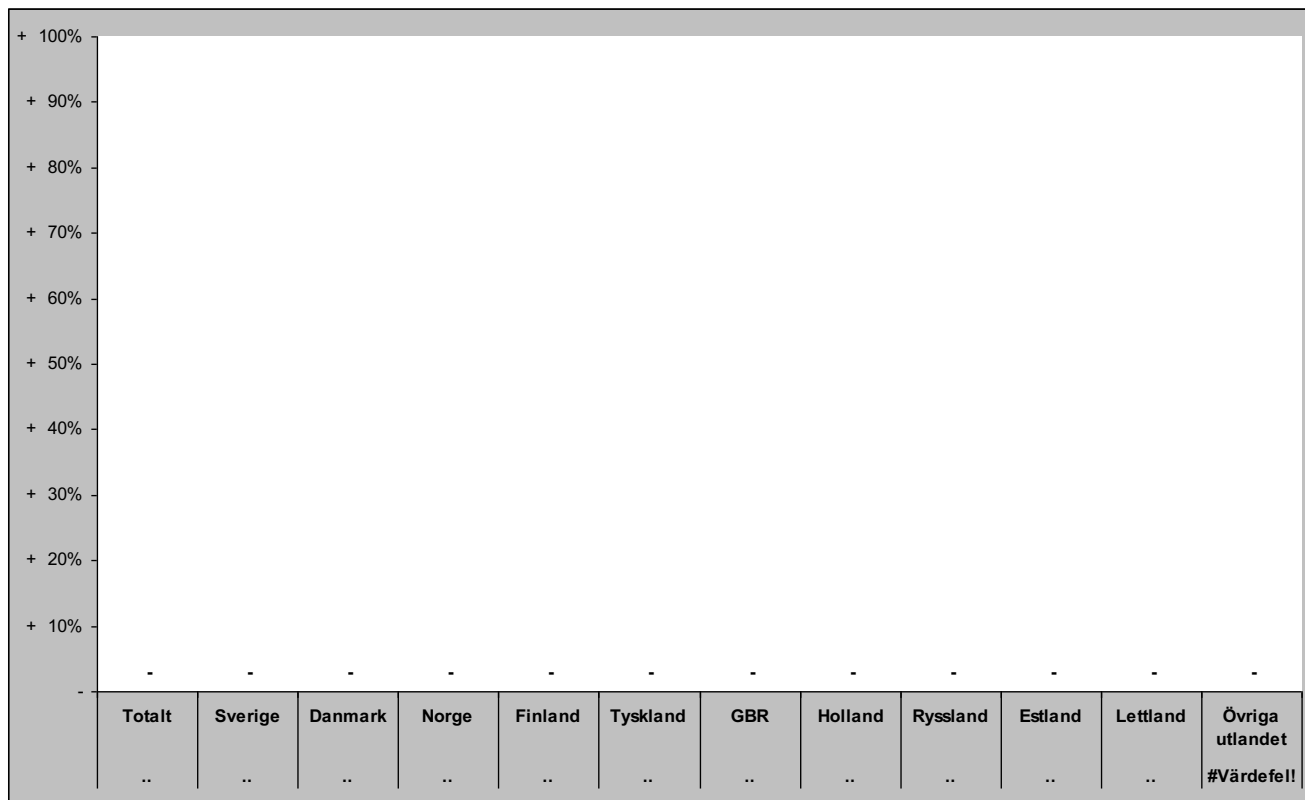 + 100%
+ 90%
+ 80%
+ 70%
+ 60%
+ 50%
+ 40%
+ 30%
+ 20%
+ 10%
- - - - - - - - - - - -
-
Totalt Sverige Danmark Norge Finland Tyskland GBR Holland Ryssland Estland Lettland Övriga
utlandet
.. .. .. .. .. .. .. .. .. .. .. #Värdefel!